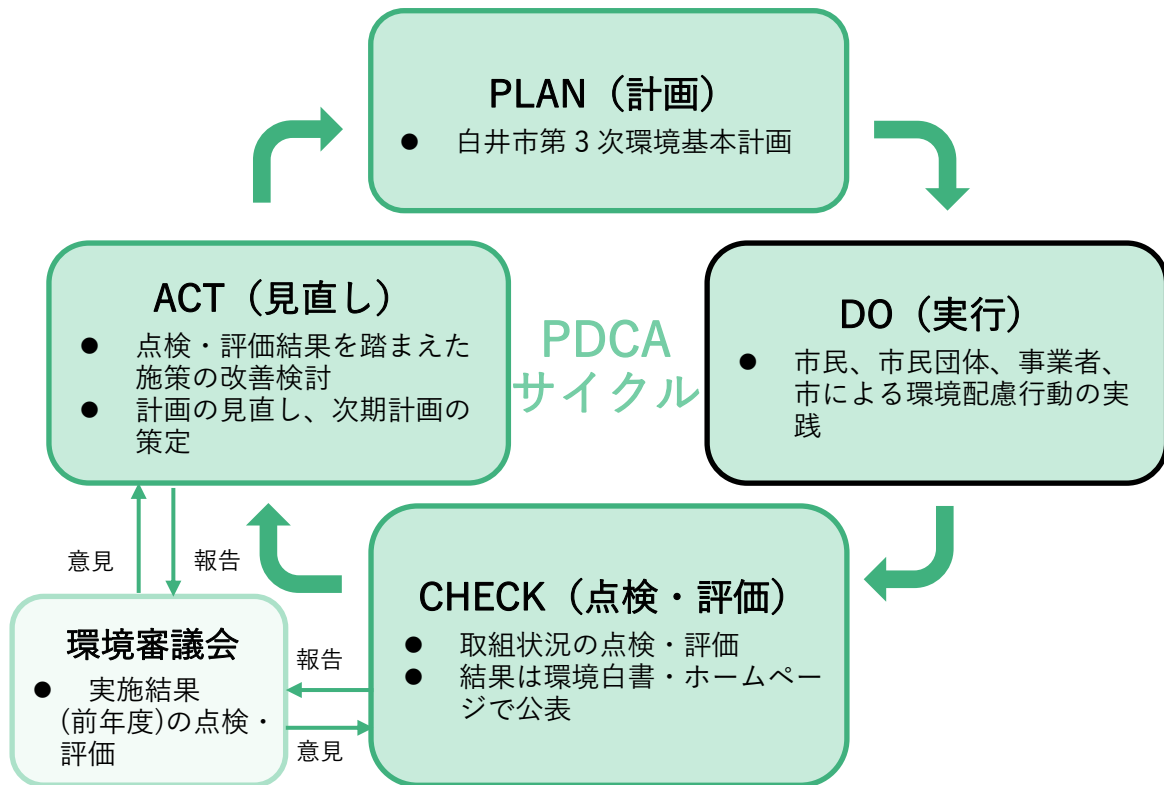 PLAN（計画）
● 白井市第３次環境基本計画
ACT（見直し）
● 点検・評価結果を踏まえた
施策の改善検討
● 計画の見直し、次期計画の
策定
PDCA
サイクル
DO（実行）
● 市民、市民団体、事業者、
市による環境配慮行動の実
践
意見
報告
CHECK（点検・評価）
● 取組状況の点検・評価
● 結果は環境白書・ホームペー
ジで公表
環境審議会
● 実施結果
(前年度)の点検・
評価
報告
意見